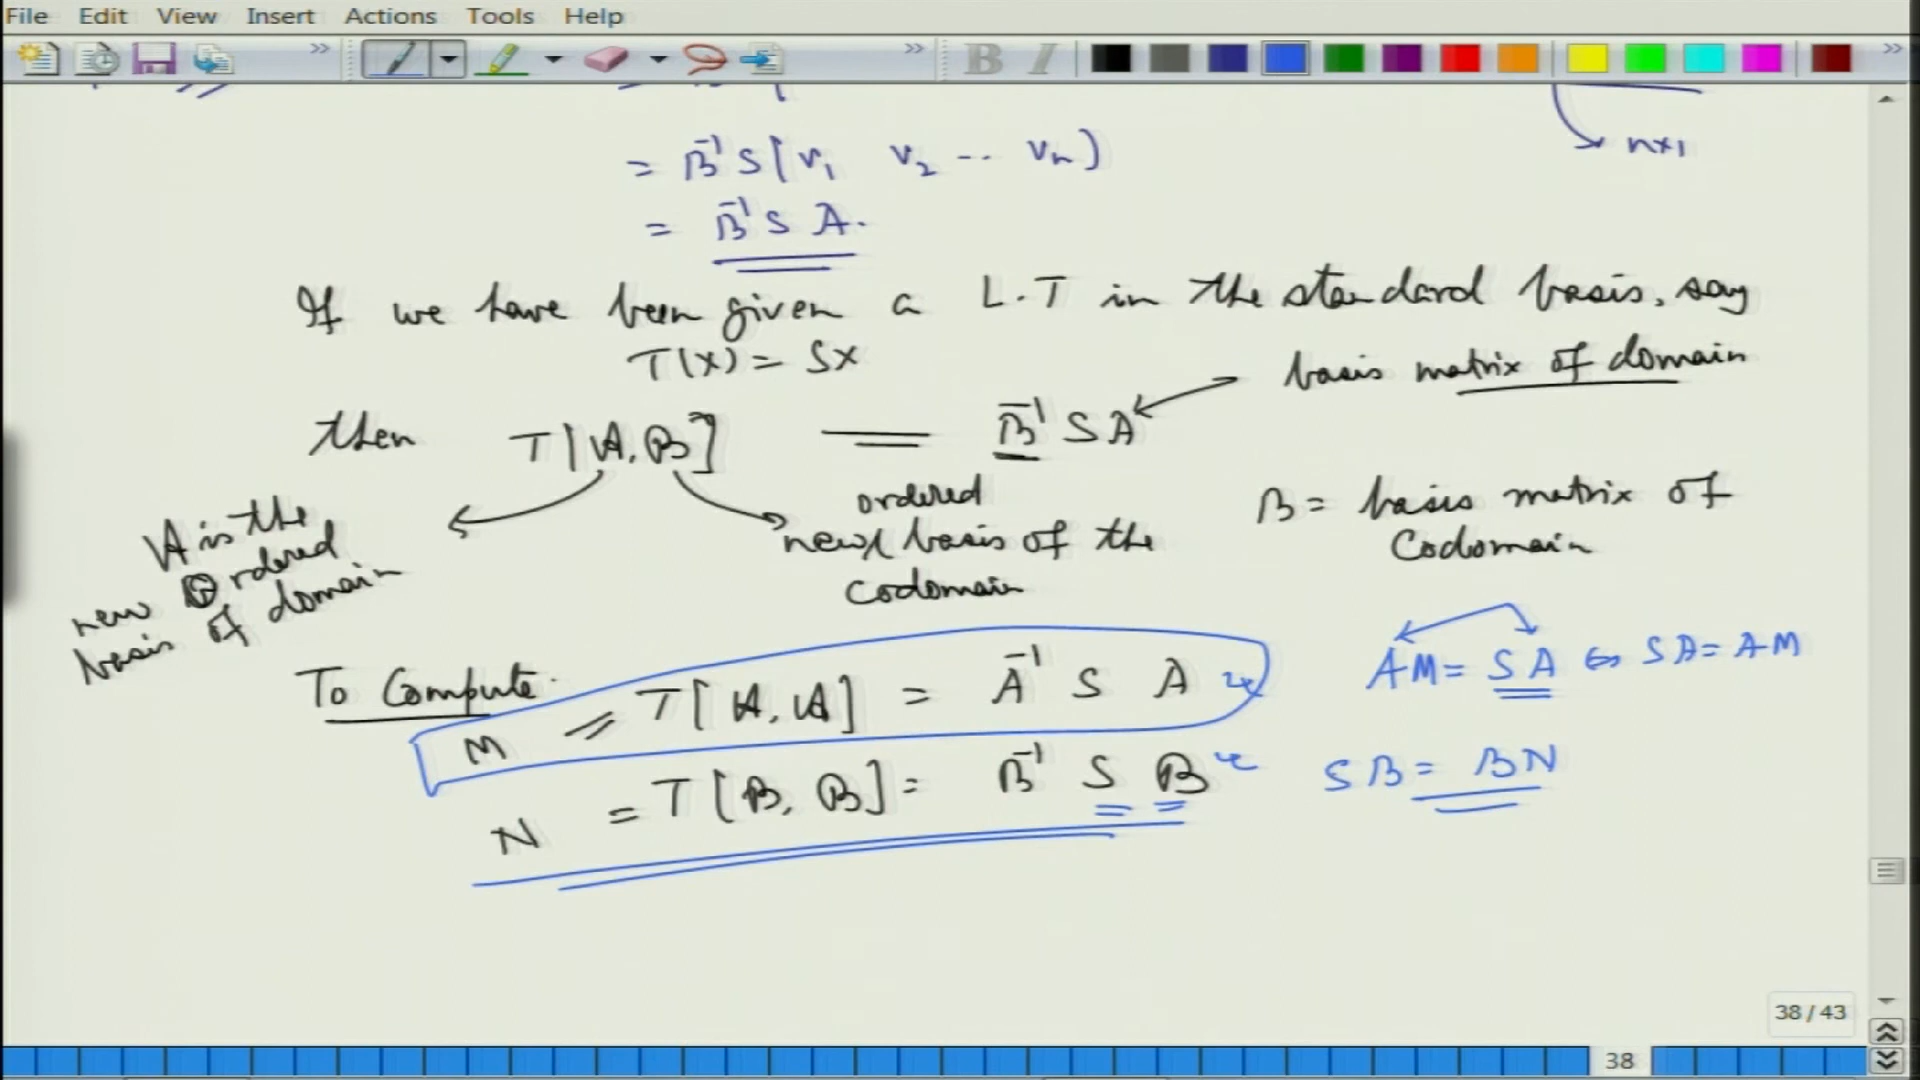 File Edit View Insert Actions Tools Help
B I
= B⁻¹ S [v₁ v₂ -- vₙ]
n×1
= B⁻¹ S A.
If we have been given a L.T in the standard basis, say
T(x) = Sx
basis matrix of domain
then T[A, B] = B⁻¹ S A
A is the new ordered basis of domain
ordered
new basis of the
codomain
B = basis matrix of
Codomain
To Compute.
M = T[A, A] = A⁻¹ S A
AM = SA ⇔ SA = AM
N = T[B, B] = B⁻¹ S B
SB = BN
38 / 43
38